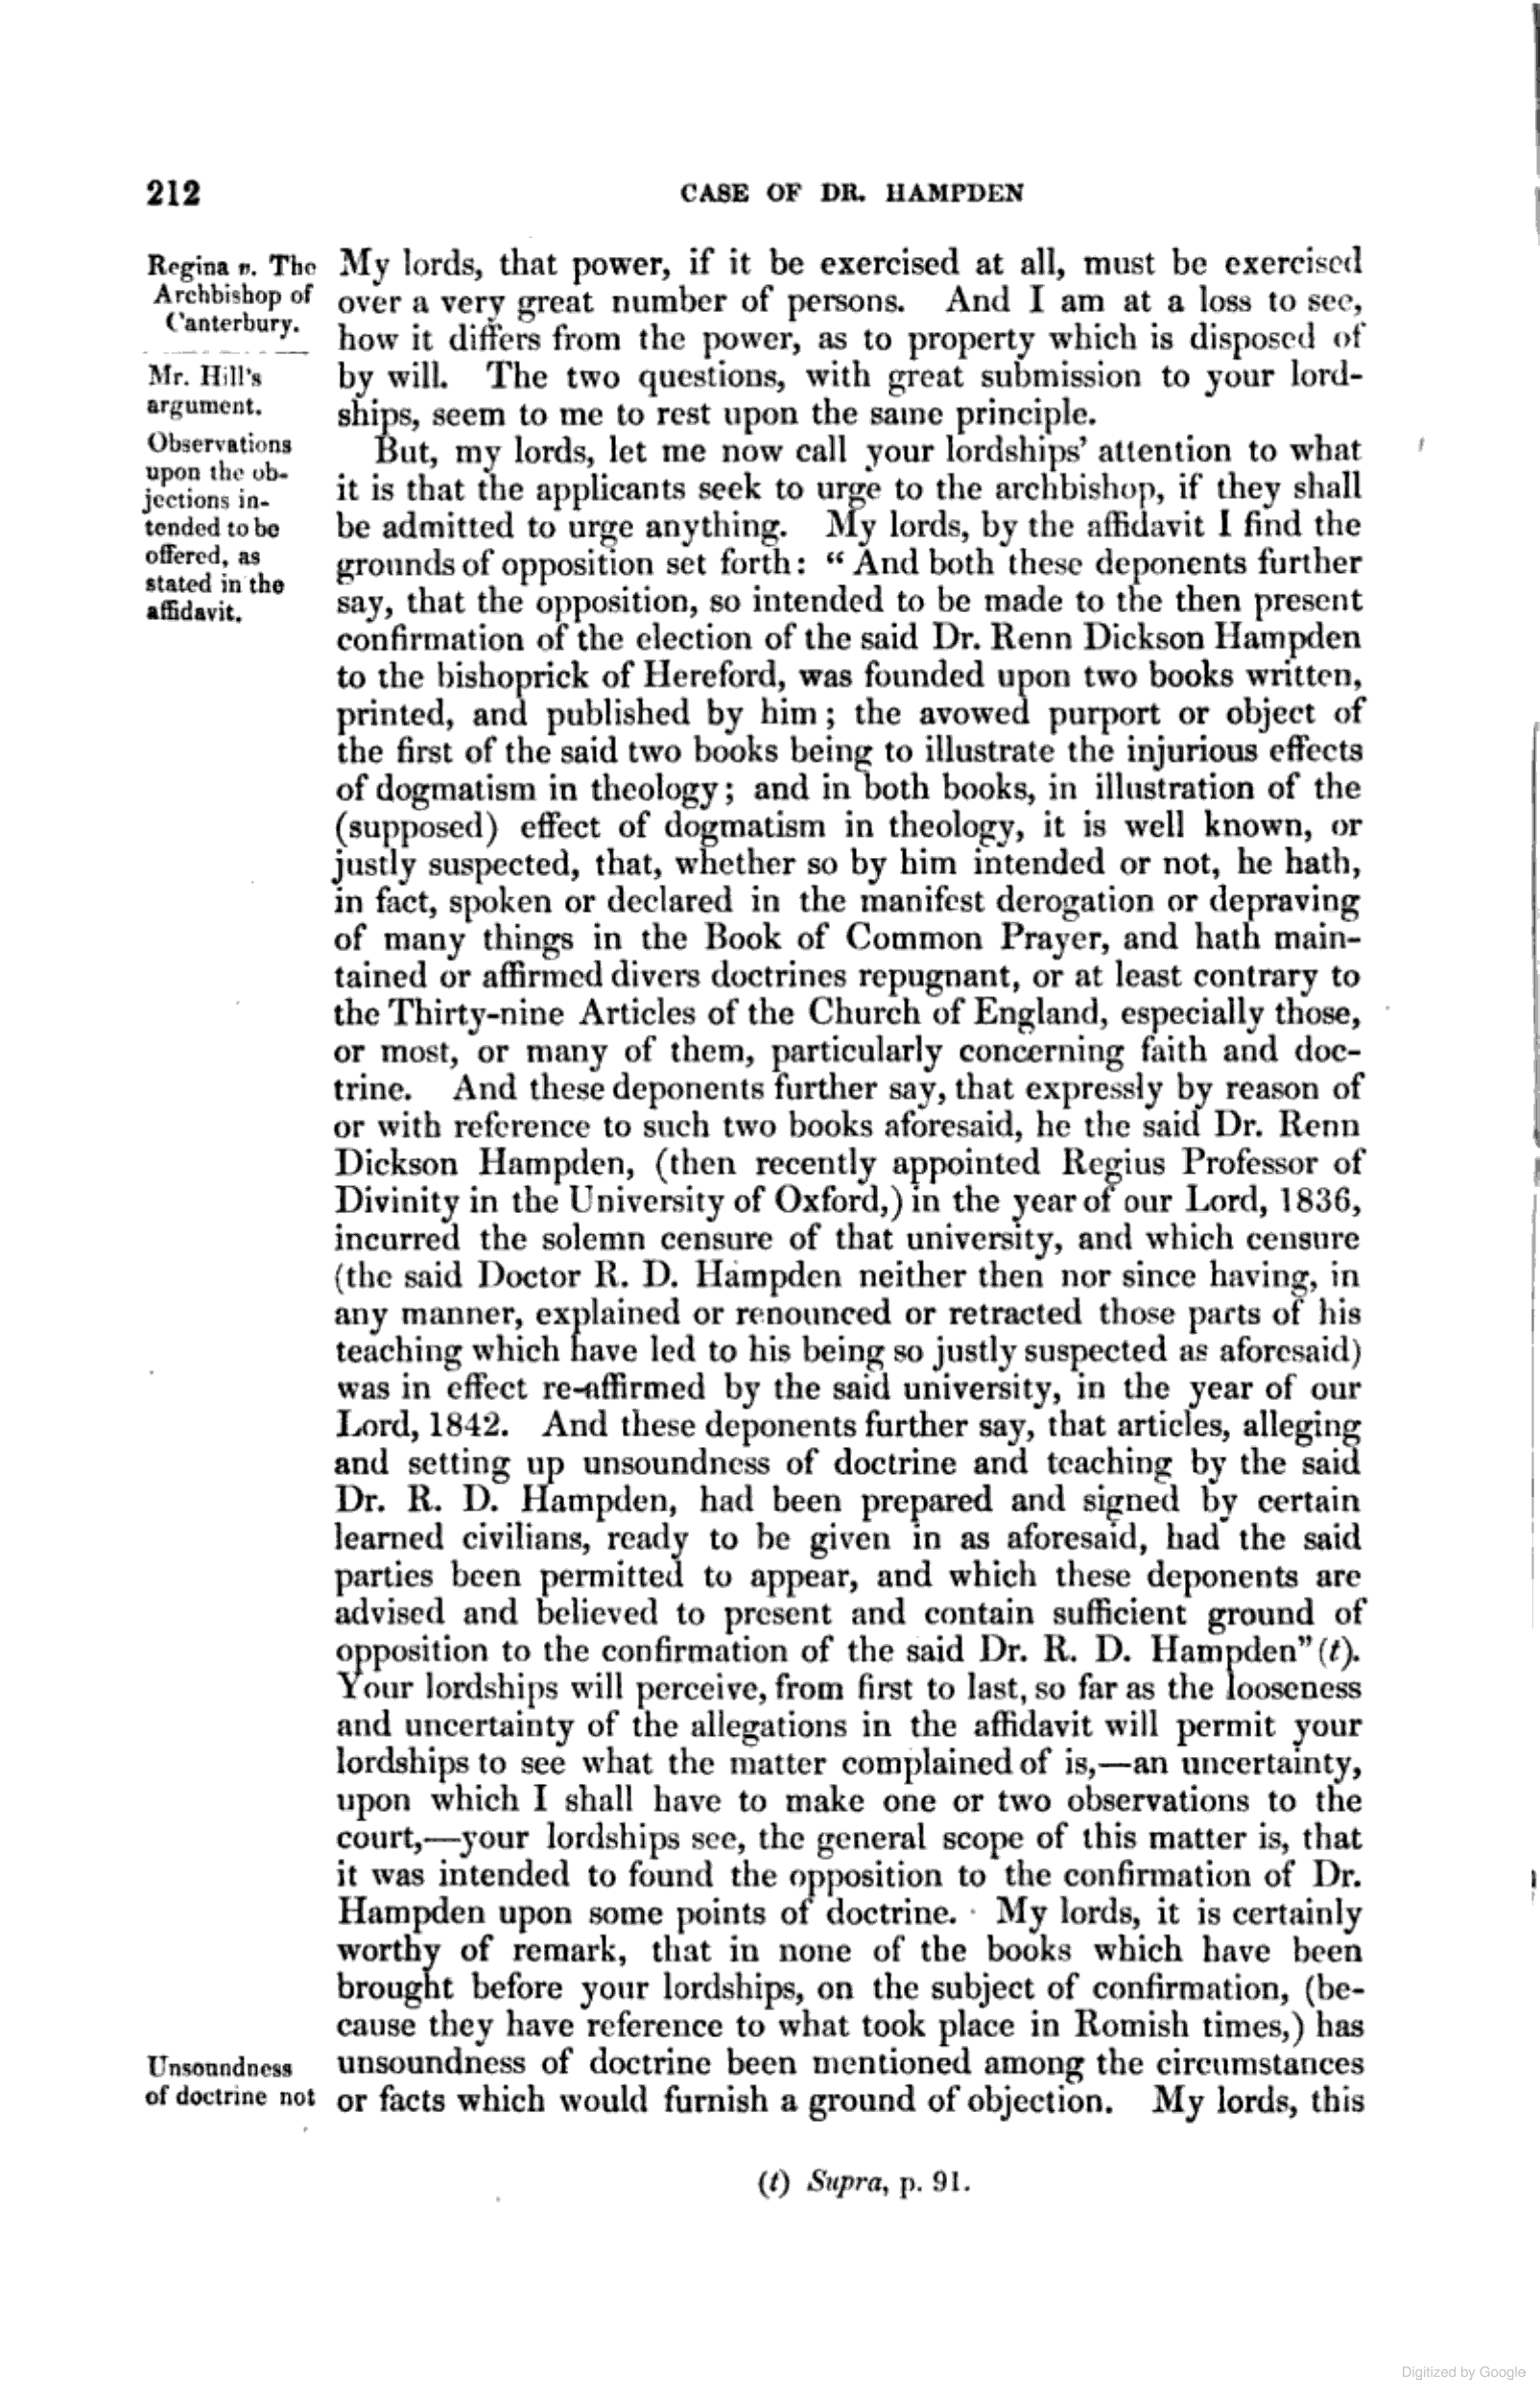 212
CASE OF DR. HAMPDEN
Regina v. The
Archbishop of
Canterbury.
Mr. Hill's
argument.
Observations
upon the ob-
jections in-
tended to be
offered, as
stated in the
affidavit.
My lords, that power, if it be exercised at all, must be exercised
over a very great number of persons. And I am at a loss to see,
how it differs from the power, as to property which is disposed of
by will. The two questions, with great submission to your lord-
ships, seem to me to rest upon the same principle.
But, my lords, let me now call your lordships' attention to what
it is that the applicants seek to urge to the archbishop, if they shall
be admitted to urge anything. My lords, by the affidavit I find the
grounds of opposition set forth: “ And both these deponents further
say, that the opposition, so intended to be made to the then present
confirmation of the election of the said Dr. Renn Dickson Hampden
to the bishoprick of Hereford, was founded upon two books written,
printed, and published by him; the avowed purport or object of
the first of the said two books being to illustrate the injurious effects
of dogmatism in theology; and in both books, in illustration of the
(supposed) effect of dogmatism in theology, it is well known, or
justly suspected, that, whether so by him intended or not, he hath,
in fact, spoken or declared in the manifest derogation or depraving
of many things in the Book of Common Prayer, and hath main-
tained or affirmed divers doctrines repugnant, or at least contrary to
the Thirty-nine Articles of the Church of England, especially those,
or most, or many of them, particularly concerning faith and doc-
trine. And these deponents further say, that expressly by reason of
or with reference to such two books aforesaid, he the said Dr. Renn
Dickson Hampden, (then recently appointed Regius Professor of
Divinity in the University of Oxford,) in the year of our Lord, 1836,
incurred the solemn censure of that university, and which censure
(the said Doctor R. D. Hampden neither then nor since having, in
any manner, explained or renounced or retracted those parts of his
teaching which have led to his being so justly suspected as aforesaid)
was in effect re-affirmed by the said university, in the year of our
Lord, 1842. And these deponents further say, that articles, alleging
and setting up unsoundness of doctrine and teaching by the said
Dr. R. D. Hampden, had been prepared and signed by certain
learned civilians, ready to be given in as aforesaid, had the said
parties been permitted to appear, and which these deponents are
advised and believed to present and contain sufficient ground of
opposition to the confirmation of the said Dr. R. D. Hampden” (t).
Your lordships will perceive, from first to last, so far as the looseness
and uncertainty of the allegations in the affidavit will permit your
lordships to see what the matter complained of is,—an uncertainty,
upon which I shall have to make one or two observations to the
court,—your lordships see, the general scope of this matter is, that
it was intended to found the opposition to the confirmation of Dr.
Hampden upon some points of doctrine. My lords, it is certainly
worthy of remark, that in none of the books which have been
brought before your lordships, on the subject of confirmation, (be-
cause they have reference to what took place in Romish times,) has
unsoundness of doctrine been mentioned among the circumstances
or facts which would furnish a ground of objection. My lords, this
Unsoundness
of doctrine not
(t) Supra, p. 91.
Digitized by Google